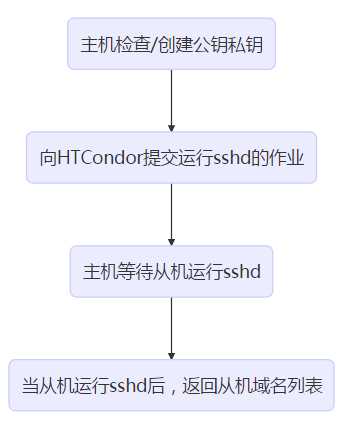 主机检查/创建公钥私钥
向HTCondor提交运行sshd的作业
主机等待从机运行sshd
当从机运行sshd后，返回从机域名列表